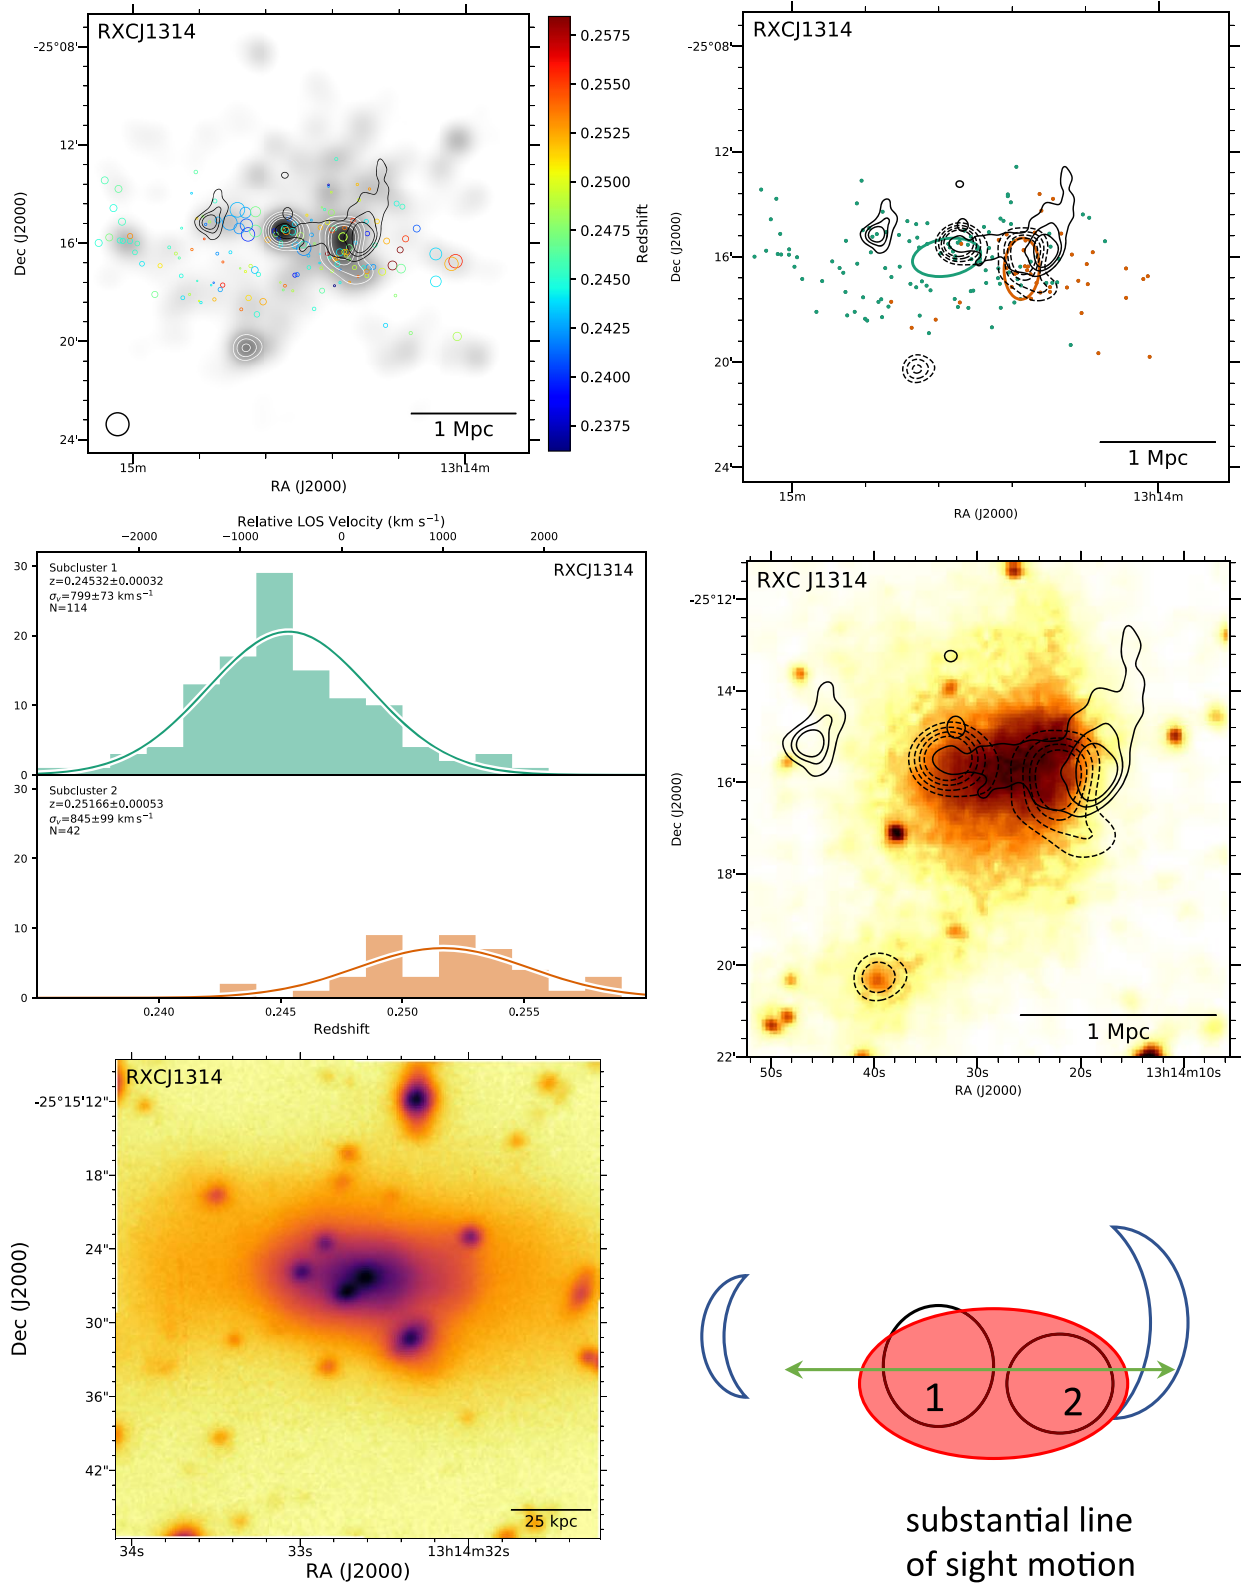 RXCJ1314
-25°08'
12'
16'
20'
24'
Dec (J2000)
15m
13h14m
RA (J2000)
1 Mpc
0.2575
0.2550
0.2525
0.2500
0.2475
0.2450
0.2425
0.2400
0.2375
Redshift
RXCJ1314
-25°08'
12'
16'
20'
24'
Dec (J2000)
15m
13h14m
RA (J2000)
1 Mpc
Relative LOS Velocity (km s⁻¹)
−2000
−1000
0
1000
2000
RXCJ1314
Subcluster 1
z=0.24532±0.00032
σᵥ=799±73 km s⁻¹
N=114
30
20
10
0
Subcluster 2
z=0.25166±0.00053
σᵥ=845±99 km s⁻¹
N=42
30
20
10
0
0.240
0.245
0.250
0.255
Redshift
RXC J1314
-25°12'
14'
16'
18'
20'
22'
Dec (J2000)
50s
40s
30s
20s
13h14m10s
RA (J2000)
1 Mpc
RXCJ1314
-25°15'12"
18"
24"
30"
36"
42"
Dec (J2000)
34s
33s
13h14m32s
RA (J2000)
25 kpc
1
2
substantial line
of sight motion